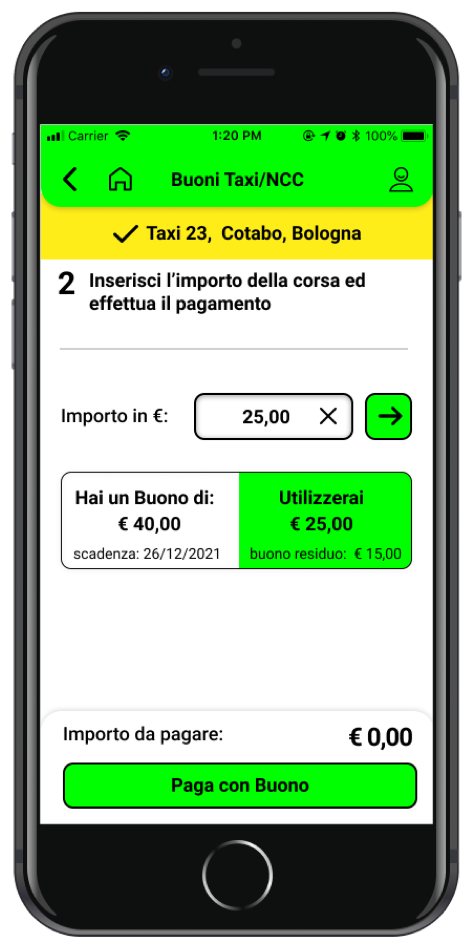 Carrier 1:20 PM 100%
Buoni Taxi/NCC
Taxi 23, Cotabo, Bologna
2 Inserisci l'importo della corsa ed
effettua il pagamento
Importo in €: 25,00
Hai un Buono di:
€ 40,00
scadenza: 26/12/2021
Utilizzerai
€ 25,00
buono residuo: € 15,00
Importo da pagare: € 0,00
Paga con Buono